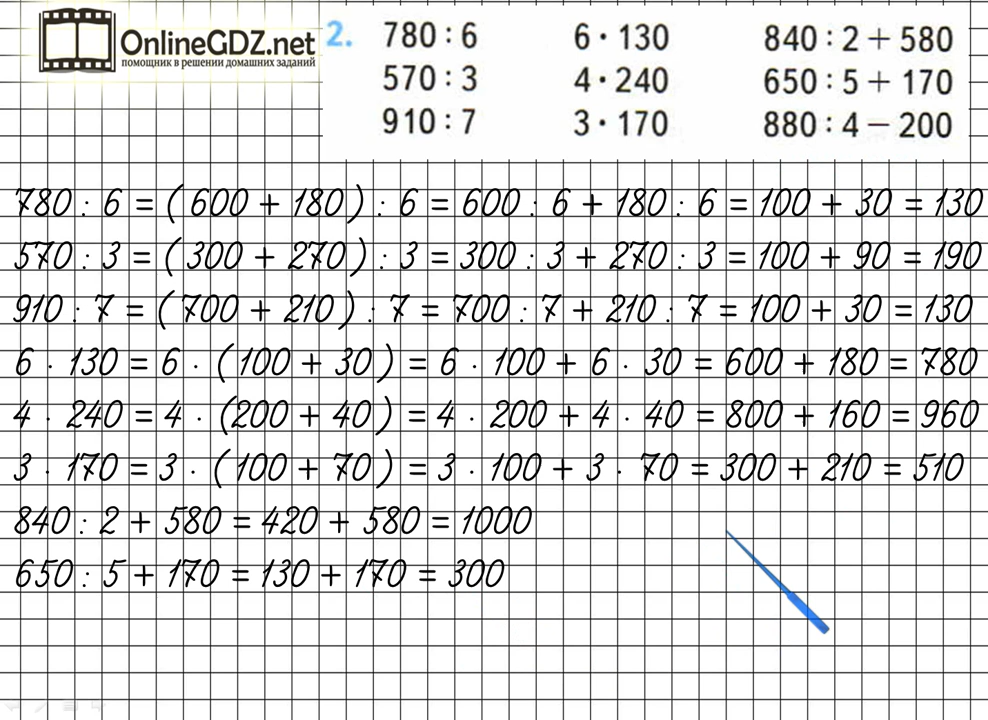 OnlineGDZ.net
помощник в решении домашних заданий
2. 780 : 6 6 · 130 840 : 2 + 580
570 : 3 4 · 240 650 : 5 + 170
910 : 7 3 · 170 880 : 4 − 200
780 : 6 = (600 + 180) : 6 = 600 : 6 + 180 : 6 = 100 + 30 = 130
570 : 3 = (300 + 270) : 3 = 300 : 3 + 270 : 3 = 100 + 90 = 190
910 : 7 = (700 + 210) : 7 = 700 : 7 + 210 : 7 = 100 + 30 = 130
6 · 130 = 6 · (100 + 30) = 6 · 100 + 6 · 30 = 600 + 180 = 780
4 · 240 = 4 · (200 + 40) = 4 · 200 + 4 · 40 = 800 + 160 = 960
3 · 170 = 3 · (100 + 70) = 3 · 100 + 3 · 70 = 300 + 210 = 510
840 : 2 + 580 = 420 + 580 = 1000
650 : 5 + 170 = 130 + 170 = 300